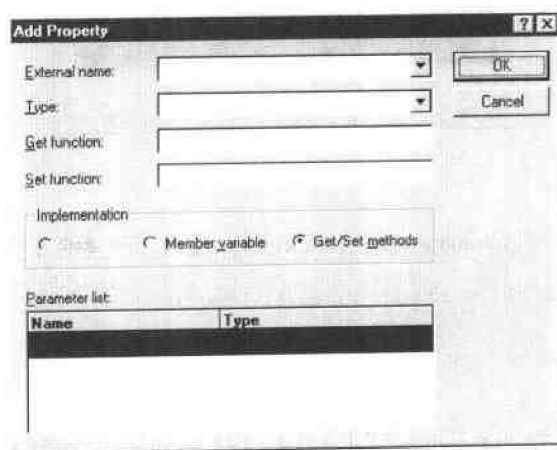 Add Property
External name:
OK
Type:
Cancel
Get function:
Set function:
Implementation
Stock
Member variable
Get/Set methods
Parameter list:
Name
Type